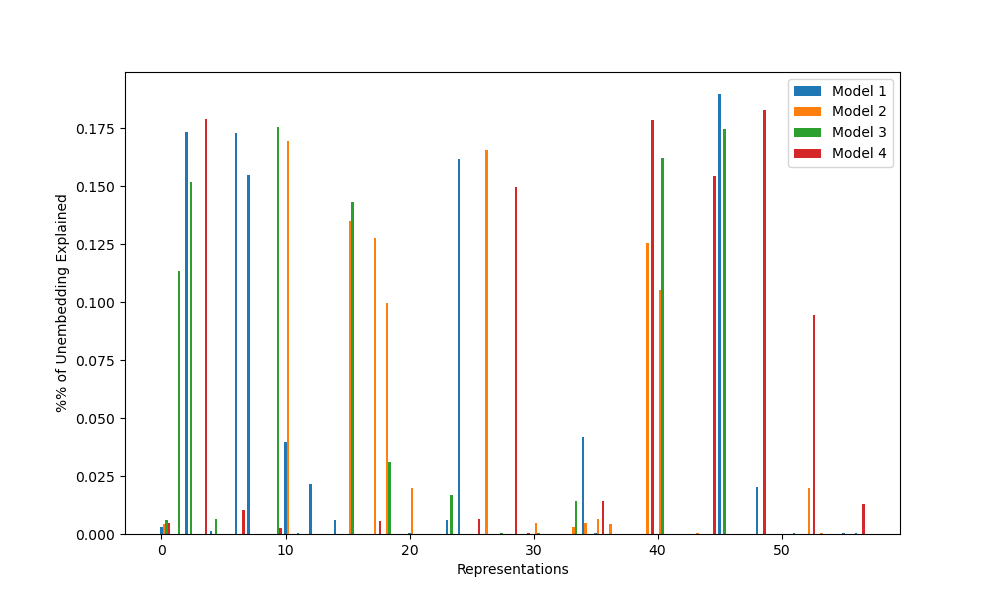 Model 1
Model 2
Model 3
Model 4
%% of Unembedding Explained
0.175
0.150
0.125
0.100
0.075
0.050
0.025
0.000
0 10 20 30 40 50
Representations